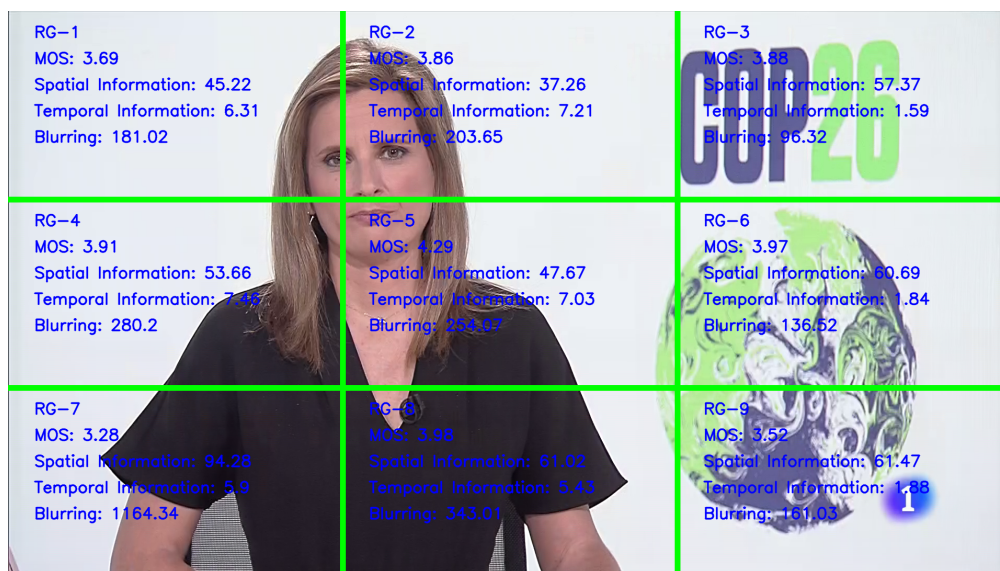 RG-1
MOS: 3.69
Spatial Information: 45.22
Temporal Information: 6.31
Blurring: 181.02
RG-2
MOS: 3.86
Spatial Information: 37.26
Temporal Information: 7.21
Blurring: 203.65
RG-3
MOS: 3.88
Spatial Information: 57.37
Temporal Information: 1.59
Blurring: 96.32
COP26
RG-4
MOS: 3.91
Spatial Information: 53.66
Temporal Information: 7.46
Blurring: 280.2
RG-5
MOS: 4.29
Spatial Information: 47.67
Temporal Information: 7.03
Blurring: 254.07
RG-6
MOS: 3.97
Spatial Information: 60.69
Temporal Information: 1.84
Blurring: 136.52
RG-7
MOS: 3.28
Spatial Information: 94.28
Temporal Information: 5.9
Blurring: 1164.34
RG-8
MOS: 3.98
Spatial Information: 61.02
Temporal Information: 5.43
Blurring: 343.01
RG-9
MOS: 3.52
Spatial Information: 61.47
Temporal Information: 1.88
Blurring: 161.03
1